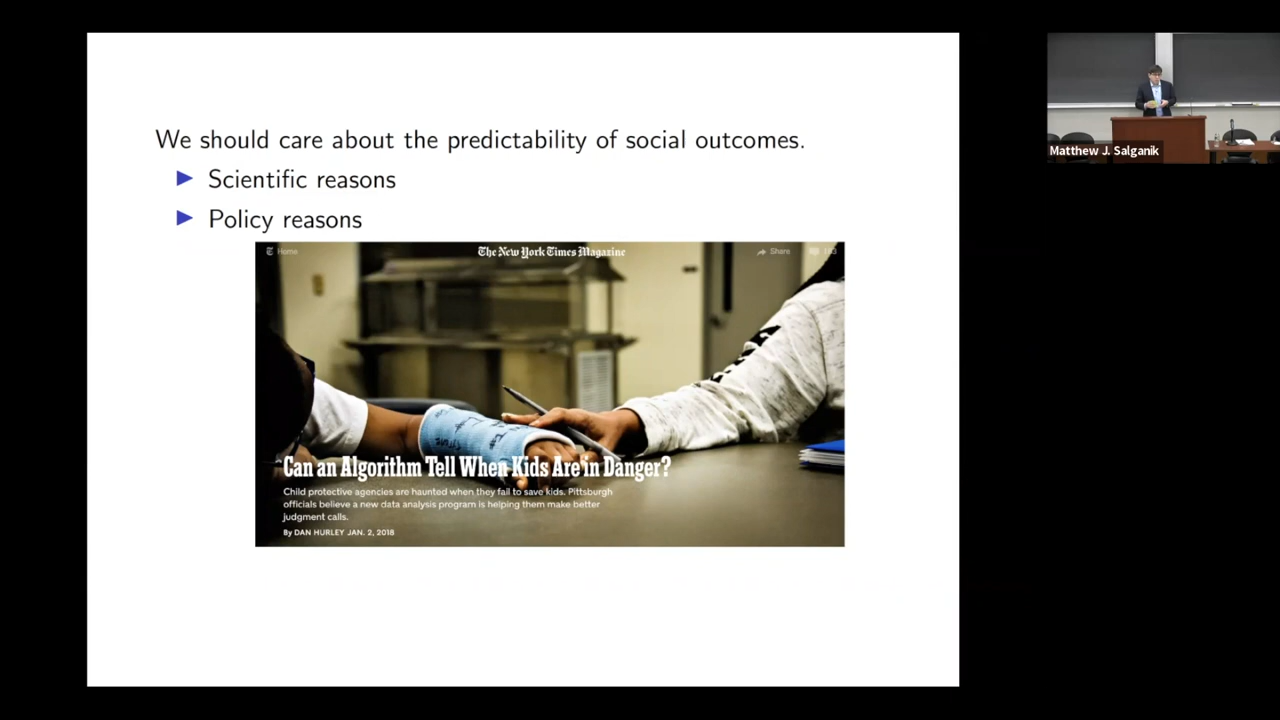 We should care about the predictability of social outcomes.
Scientific reasons
Policy reasons
Home
The New York Times Magazine
Share
Can an Algorithm Tell When Kids Are in Danger?
Child protective agencies are haunted when they fail to save kids. Pittsburgh
officials believe a new data analysis program is helping them make better
judgment calls.
By DAN HURLEY JAN. 2, 2018
Matthew J. Salganik